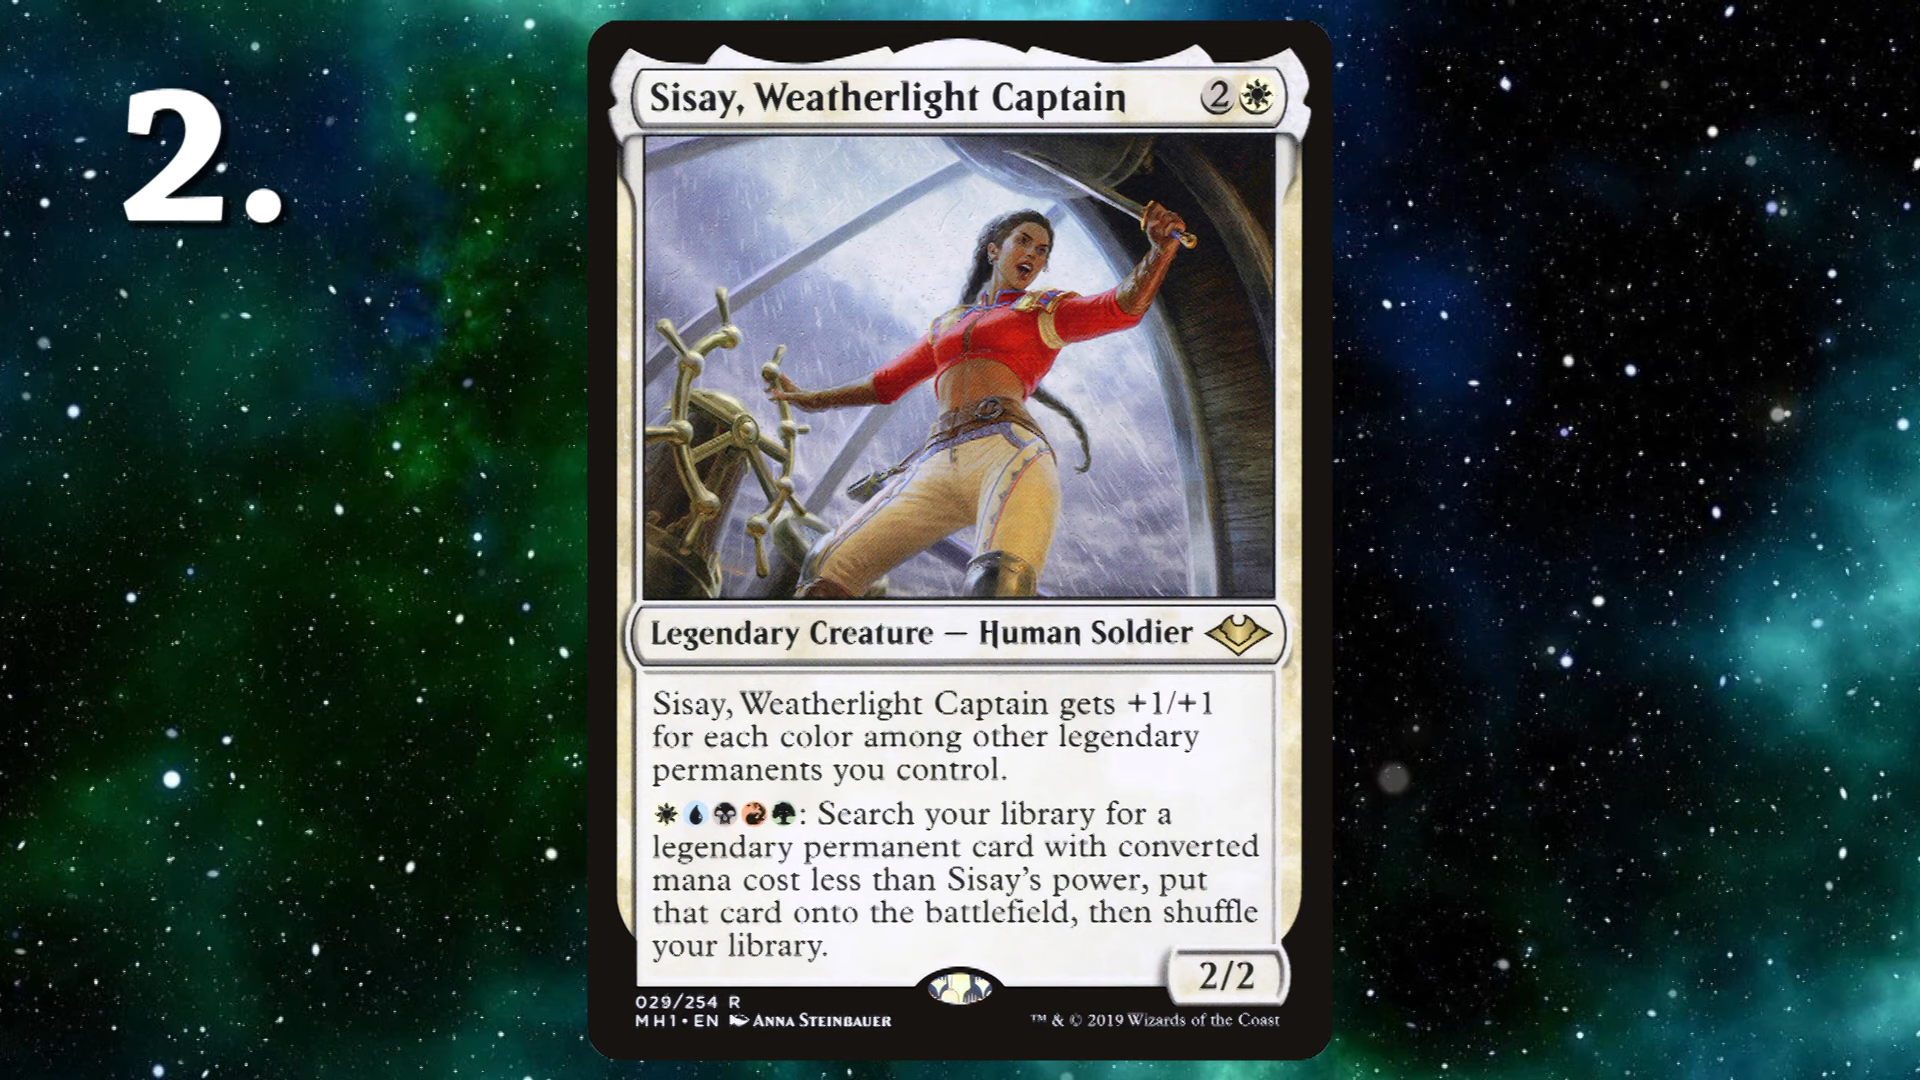 2.
Sisay, Weatherlight Captain 2
Legendary Creature — Human Soldier
Sisay, Weatherlight Captain gets +1/+1
for each color among other legendary
permanents you control.
: Search your library for a
legendary permanent card with converted
mana cost less than Sisay's power, put
that card onto the battlefield, then shuffle
your library.
2/2
029/254 R
MH1 • EN Anna Steinbauer
™ & © 2019 Wizards of the Coast